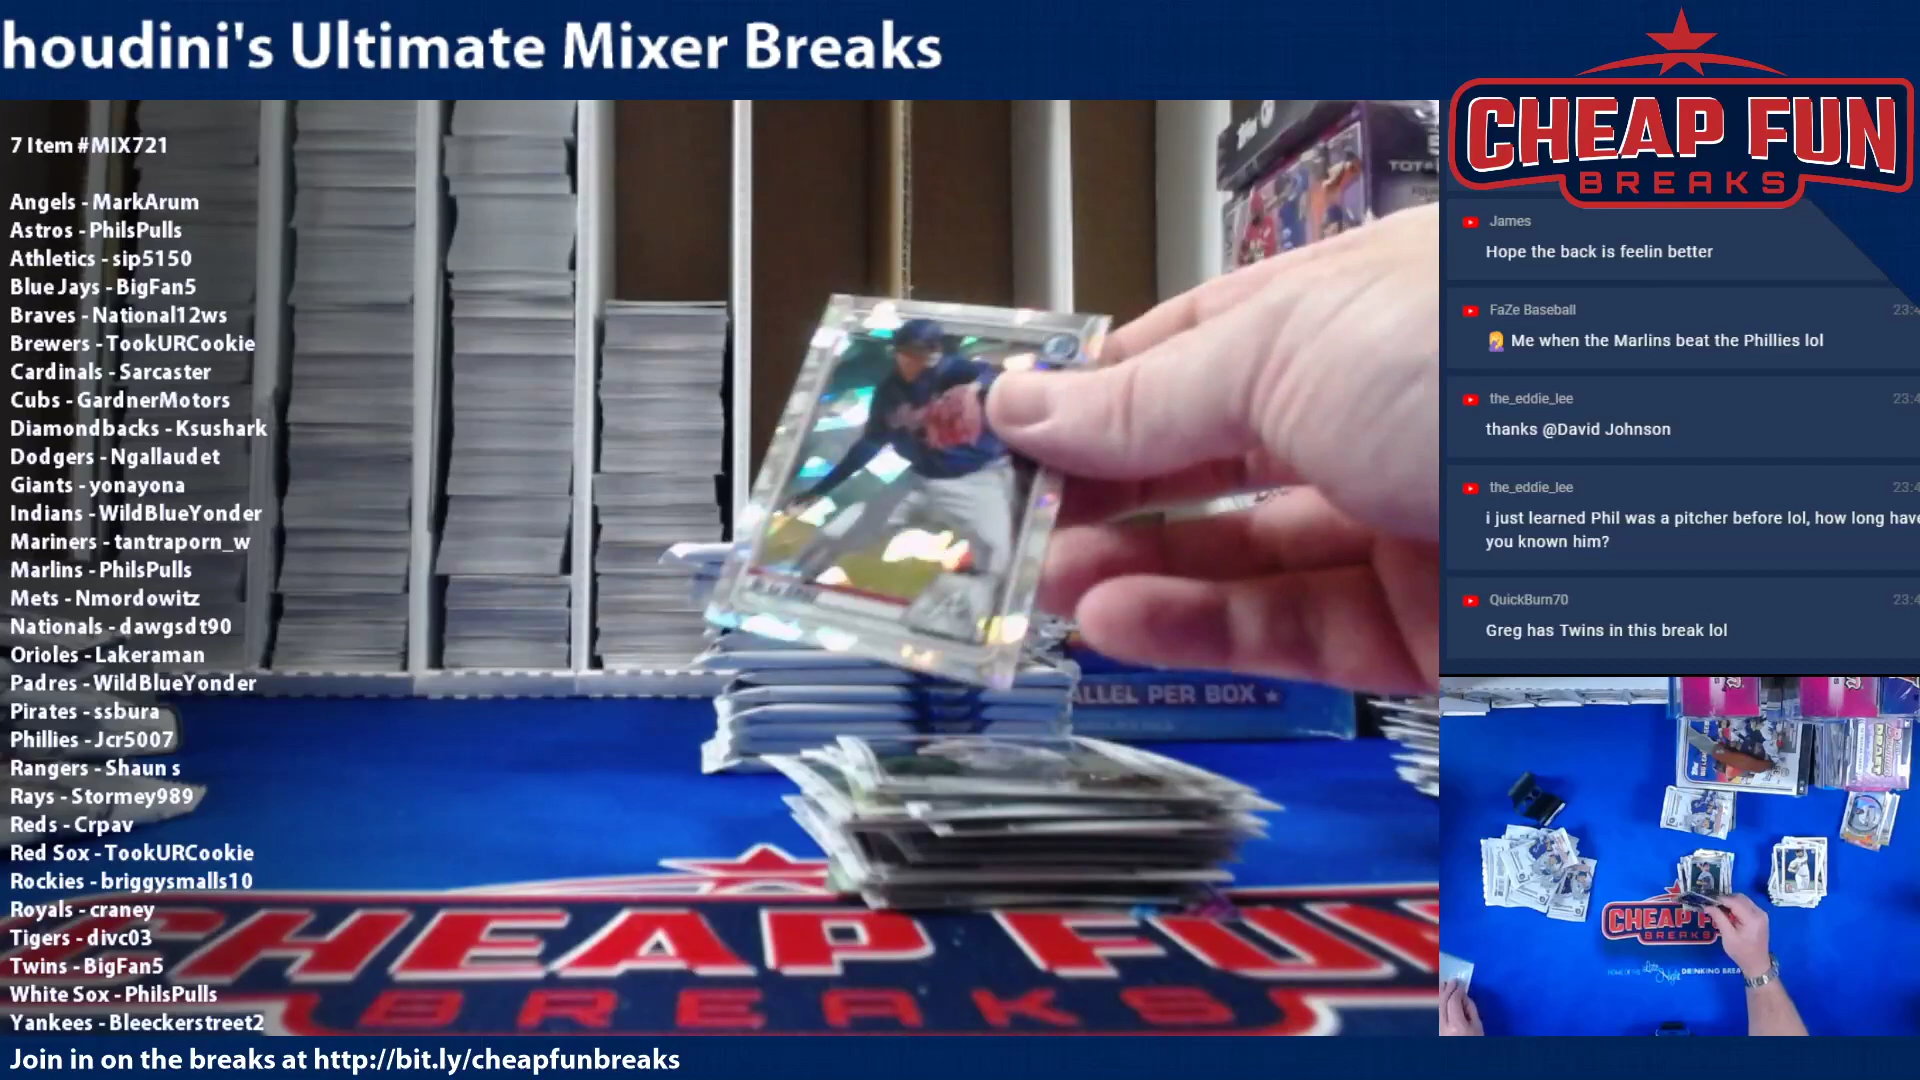 houdini's Ultimate Mixer Breaks
7 Item #MIX721
Angels - MarkArum
Astros - PhilsPulls
Athletics - sip5150
Blue Jays - BigFan5
Braves - National12ws
Brewers - TookURCookie
Cardinals - Sarcaster
Cubs - GardnerMotors
Diamondbacks - Ksushark
Dodgers - Ngallaudet
Giants - yonayona
Indians - WildBlueYonder
Mariners - tantraporn_w
Marlins - PhilsPulls
Mets - Nmordowitz
Nationals - dawgsdt90
Orioles - Lakeraman
Padres - WildBlueYonder
Pirates - ssbura
Phillies - Jcr5007
Rangers - Shaun s
Rays - Stormey989
Reds - Crpav
Red Sox - TookURCookie
Rockies - briggysmalls10
Royals - craney
Tigers - divc03
Twins - BigFan5
White Sox - PhilsPulls
Yankees - Bleeckerstreet2
Join in on the breaks at http://bit.ly/cheapfunbreaks
ALLEL PER BOX
CHEAP FUN
BREAKS
CHEAP FUN
BREAKS
James
Hope the back is feelin better
FaZe Baseball
Me when the Marlins beat the Phillies lol
the_eddie_lee
thanks @David Johnson
the_eddie_lee
i just learned Phil was a pitcher before lol, how long have
you known him?
QuickBurn70
Greg has Twins in this break lol
CHEAP F
BREAKS
DRINKING BREA